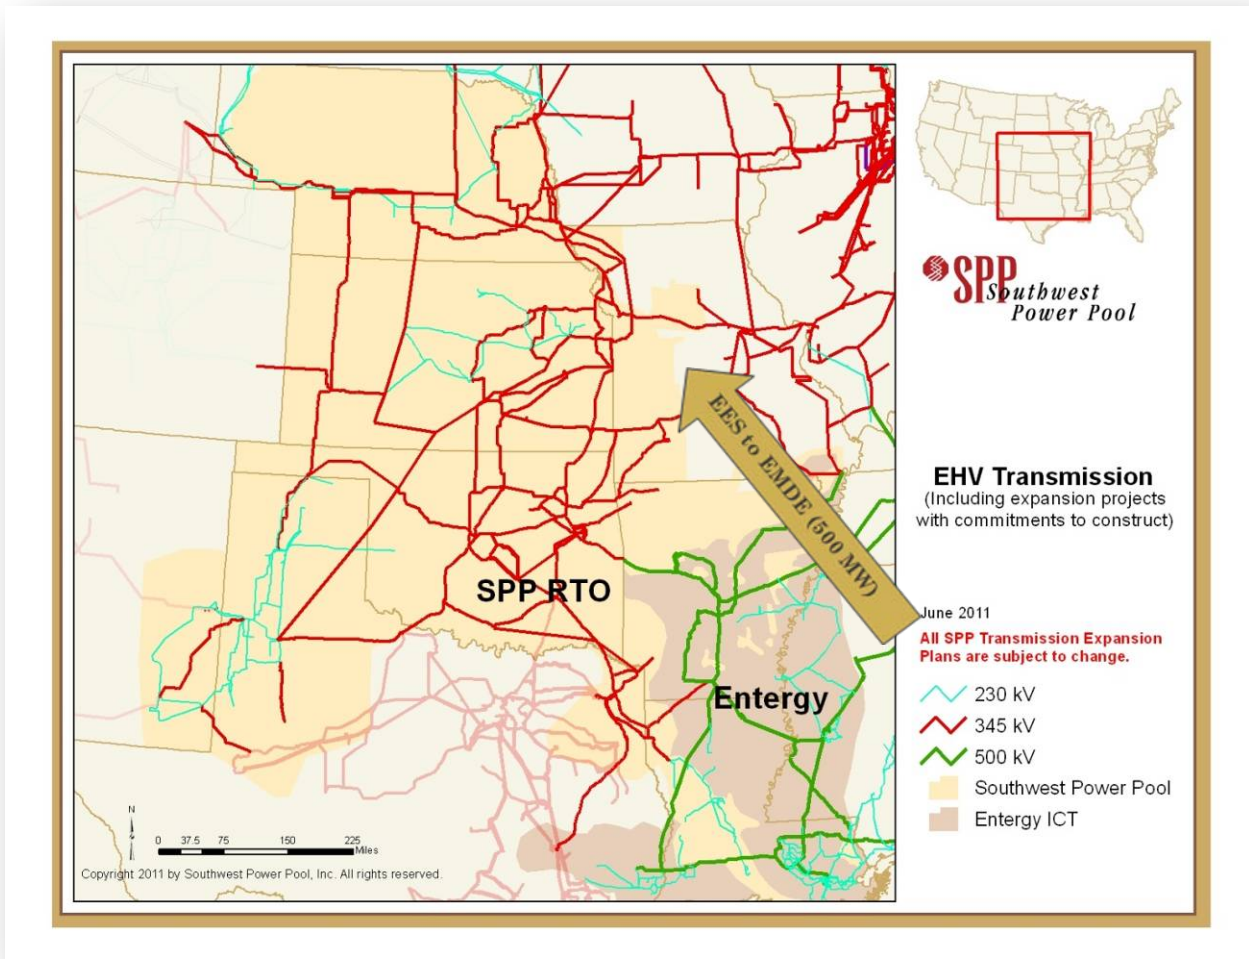 SPP
Southwest
Power Pool
EES to EMDE (500 MW)
EHV Transmission
(Including expansion projects
with commitments to construct)
SPP RTO
June 2011
All SPP Transmission Expansion
Plans are subject to change.
Entergy
230 kV
345 kV
500 kV
Southwest Power Pool
Entergy ICT
N
0 37.5 75 150 225
Miles
Copyright 2011 by Southwest Power Pool, Inc. All rights reserved.